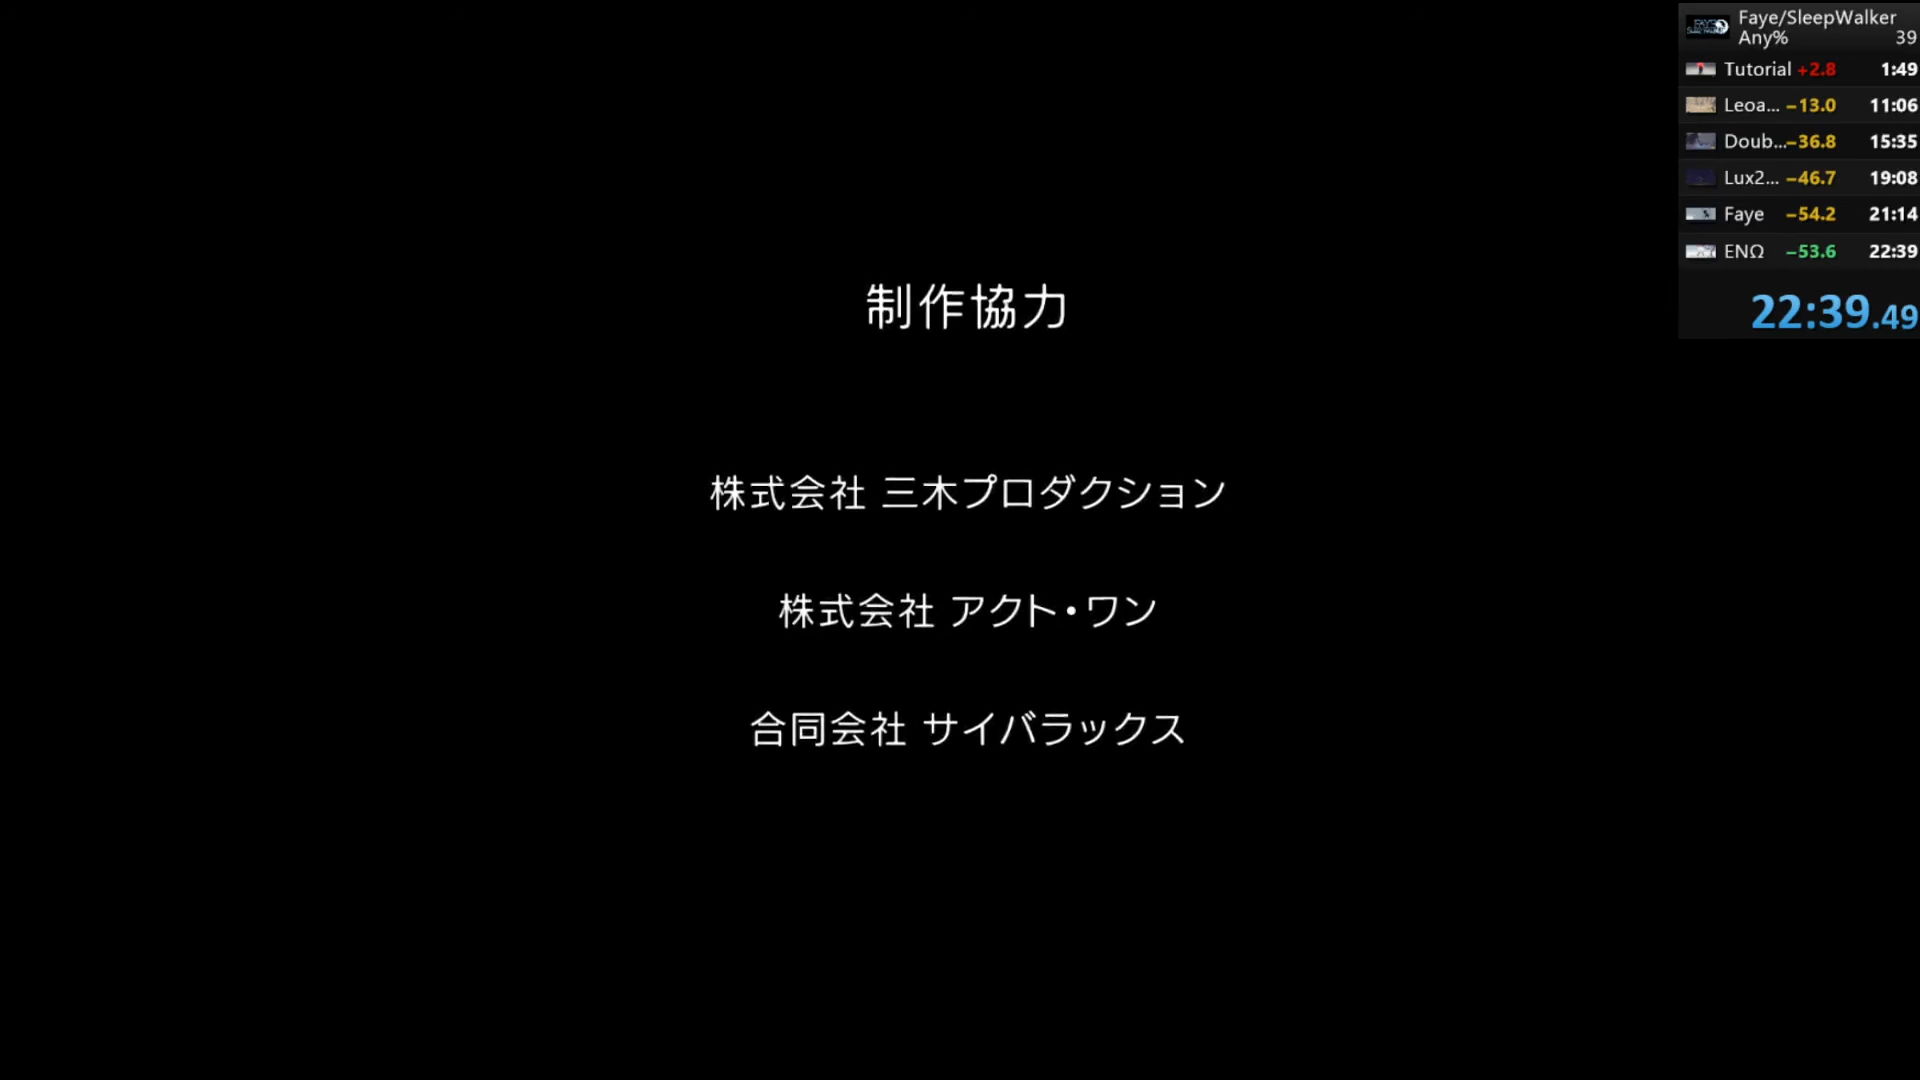 制作協力
株式会社 三木プロダクション
株式会社 アクト・ワン
合同会社 サイバラックス
Faye/SleepWalker
Any% 39
Tutorial +2.8 1:49
Leoa... −13.0 11:06
Doub... −36.8 15:35
Lux2... −46.7 19:08
Faye −54.2 21:14
ENΩ −53.6 22:39
22:39.49